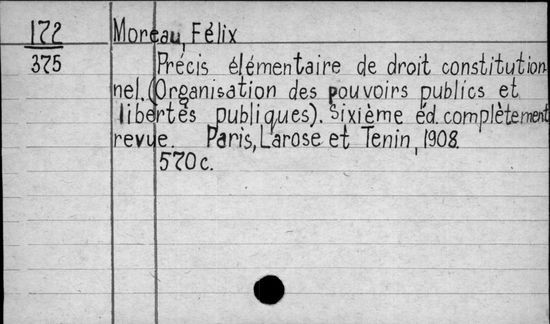 172 Moreau, Félix
375 Précis élémentaire de droit constitution-
nel. (Organisation des pouvoirs publics et
libertés publiques). Sixième éd. complètement
revue. Paris, Larose et Tenin, 1908.
570 c.